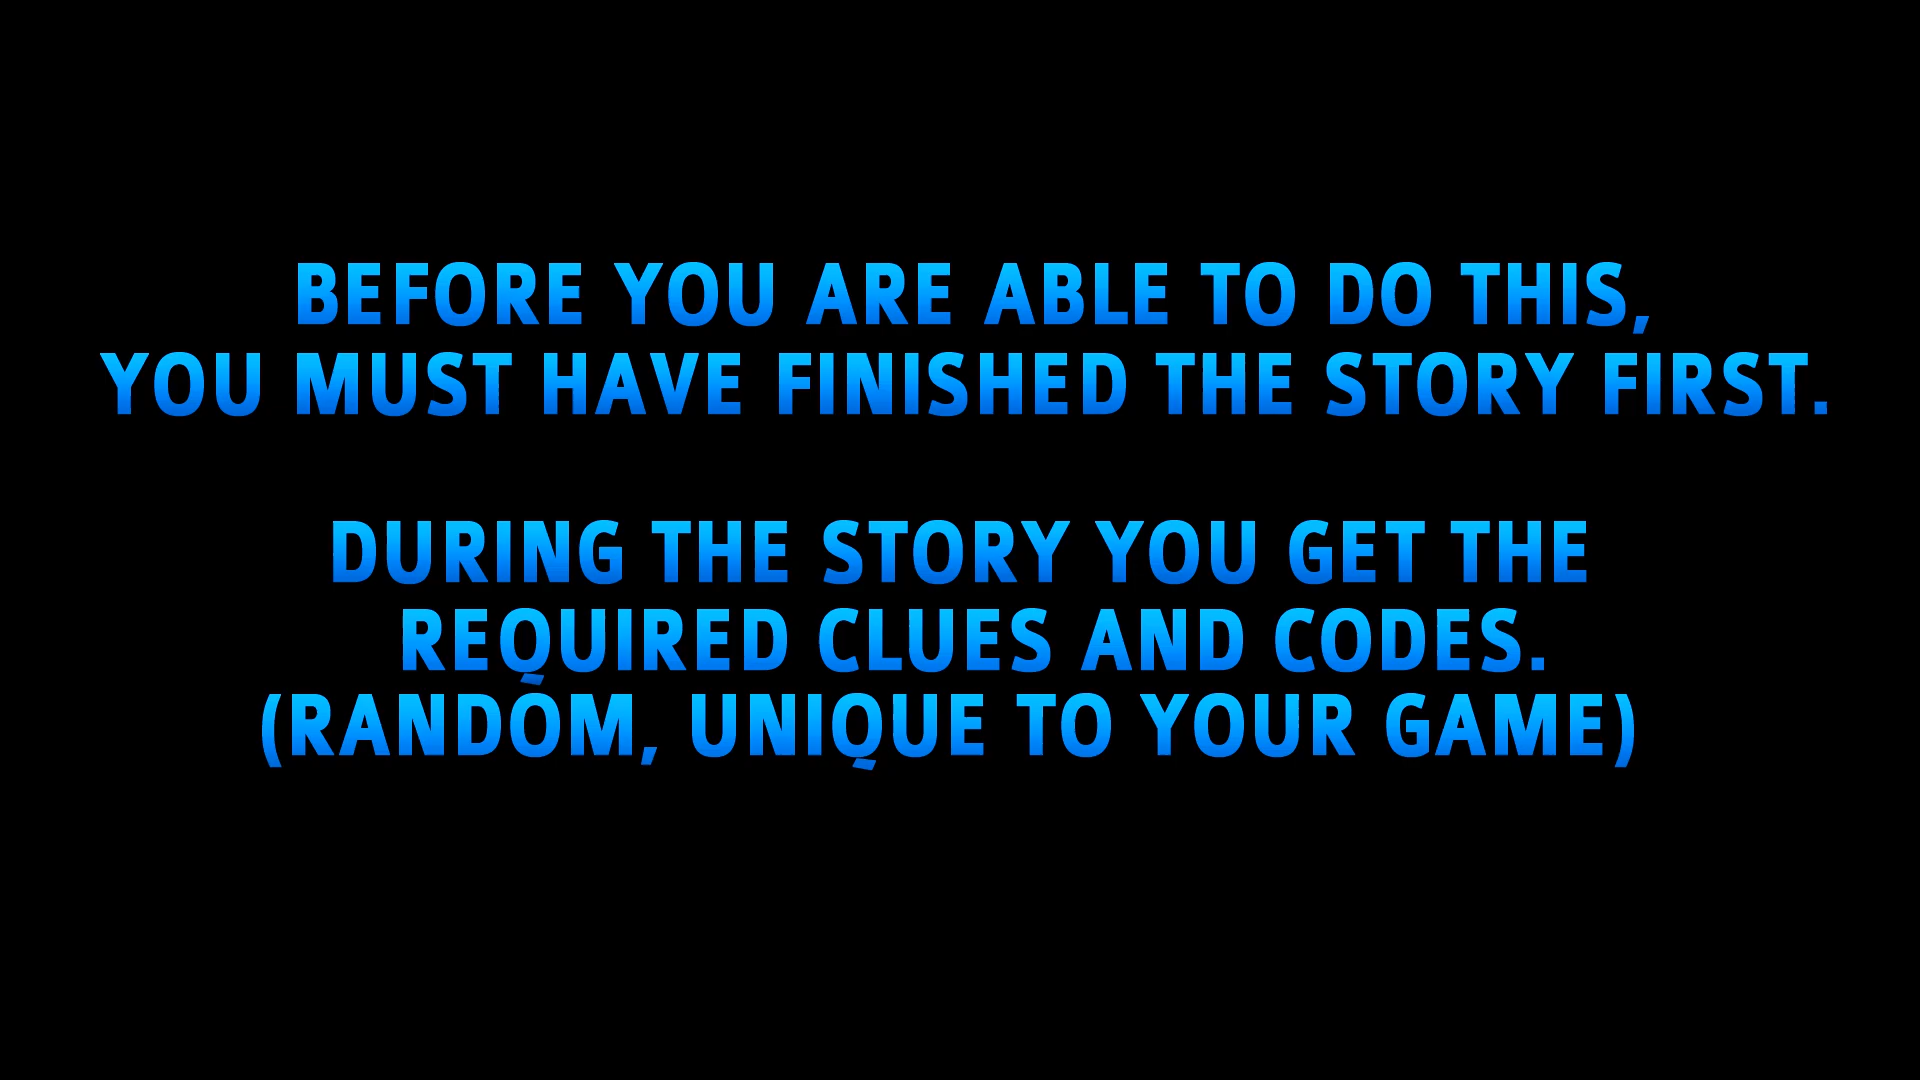 BEFORE YOU ARE ABLE TO DO THIS,
YOU MUST HAVE FINISHED THE STORY FIRST.
DURING THE STORY YOU GET THE
REQUIRED CLUES AND CODES.
(RANDOM, UNIQUE TO YOUR GAME)